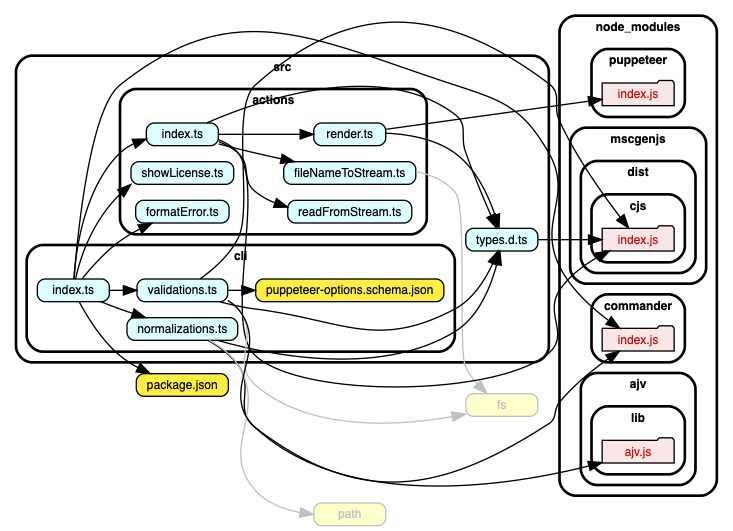 node_modules
puppeteer
index.js
src
actions
index.ts
render.ts
mscgenjs
dist
cjs
index.js
showLicense.ts
fileNameToStream.ts
formatError.ts
readFromStream.ts
types.d.ts
cli
index.ts
validations.ts
puppeteer-options.schema.json
normalizations.ts
commander
index.js
package.json
ajv
lib
ajv.js
fs
path